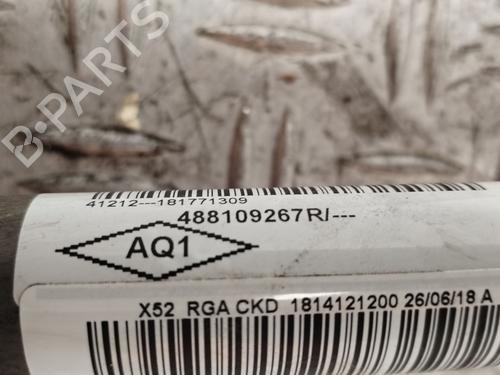 B-PARTS
41212---181771309
488109267R/---
AQ1
X52 RGA CKD 1814121200 26/06/18 A